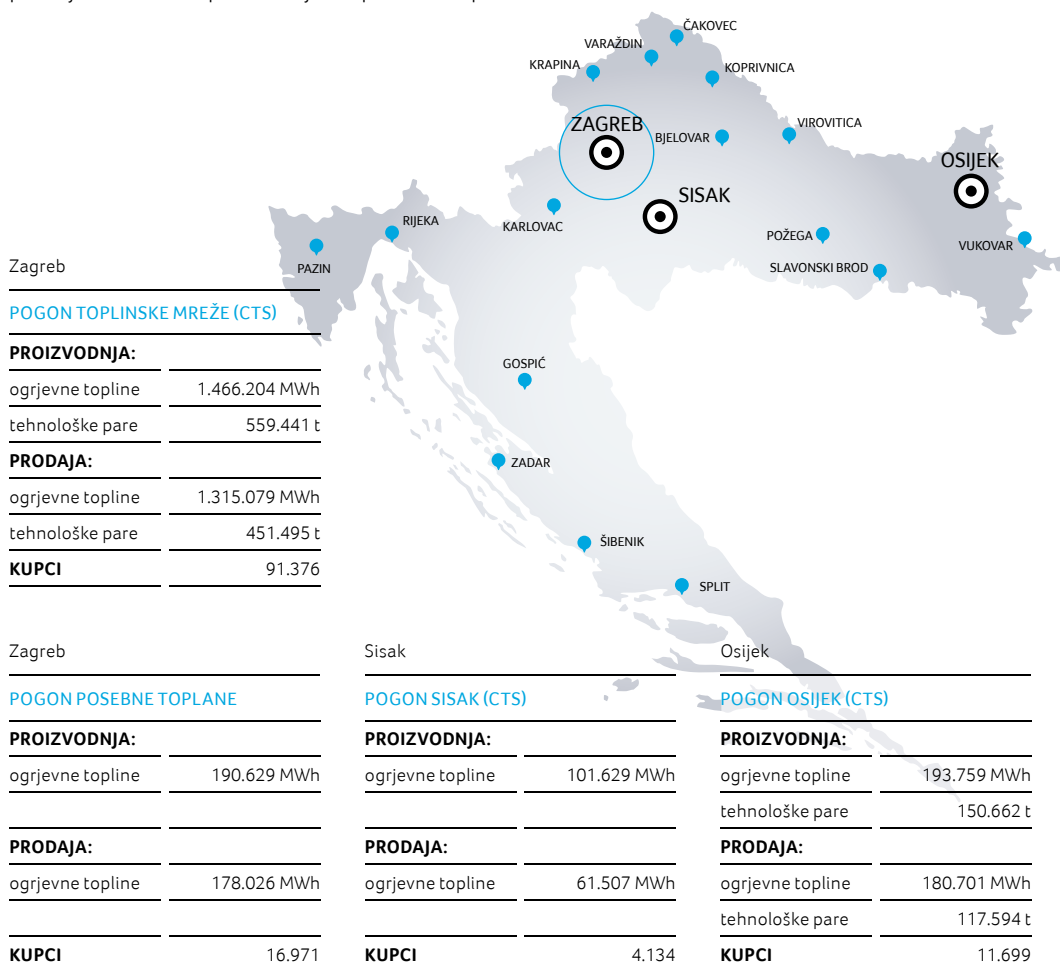 ČAKOVEC
VARAŽDIN
KRAPINA
KOPRIVNICA
ZAGREB
VIROVITICA
BJELOVAR
OSIJEK
SISAK
RIJEKA
KARLOVAC
POŽEGA
VUKOVAR
PAZIN
SLAVONSKI BROD
GOSPIĆ
ZADAR
ŠIBENIK
SPLIT
Zagreb
POGON TOPLINSKE MREŽE (CTS)
PROIZVODNJA:
ogrjevne topline 1.466.204 MWh
tehnološke pare 559.441 t
PRODAJA:
ogrjevne topline 1.315.079 MWh
tehnološke pare 451.495 t
KUPCI 91.376
Zagreb
POGON POSEBNE TOPLANE
PROIZVODNJA:
ogrjevne topline 190.629 MWh
PRODAJA:
ogrjevne topline 178.026 MWh
KUPCI 16.971
Sisak
POGON SISAK (CTS)
PROIZVODNJA:
ogrjevne topline 101.629 MWh
PRODAJA:
ogrjevne topline 61.507 MWh
KUPCI 4.134
Osijek
POGON OSIJEK (CTS)
PROIZVODNJA:
ogrjevne topline 193.759 MWh
tehnološke pare 150.662 t
PRODAJA:
ogrjevne topline 180.701 MWh
tehnološke pare 117.594 t
KUPCI 11.699